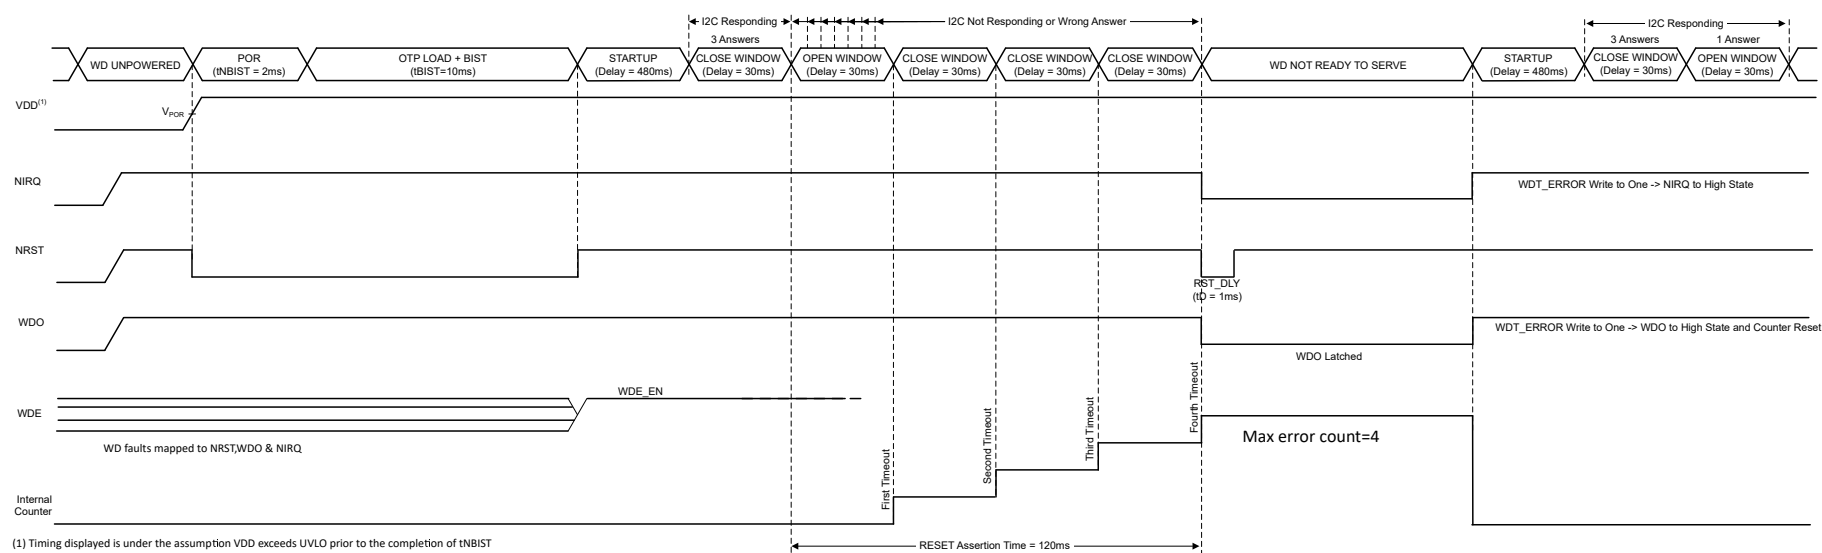 I2C Responding
I2C Not Responding or Wrong Answer
I2C Responding
3 Answers
3 Answers
1 Answer
WD UNPOWERED
POR
(tNBIST = 2ms)
OTP LOAD + BIST
(tBIST=10ms)
STARTUP
(Delay = 480ms)
CLOSE WINDOW
(Delay = 30ms)
OPEN WINDOW
(Delay = 30ms)
CLOSE WINDOW
(Delay = 30ms)
CLOSE WINDOW
(Delay = 30ms)
CLOSE WINDOW
(Delay = 30ms)
WD NOT READY TO SERVE
STARTUP
(Delay = 480ms)
CLOSE WINDOW
(Delay = 30ms)
OPEN WINDOW
(Delay = 30ms)
VDD(1)
VPOR
NIRQ
WDT_ERROR Write to One -> NIRQ to High State
NRST
RST_DLY
(tD = 1ms)
WDO
WDT_ERROR Write to One -> WDO to High State and Counter Reset
WDO Latched
WDE_EN
WDE
WD faults mapped to NRST,WDO & NIRQ
First Timeout
Second Timeout
Third Timeout
Fourth Timeout
Max error count=4
Internal
Counter
(1) Timing displayed is under the assumption VDD exceeds UVLO prior to the completion of tNBIST
RESET Assertion Time = 120ms